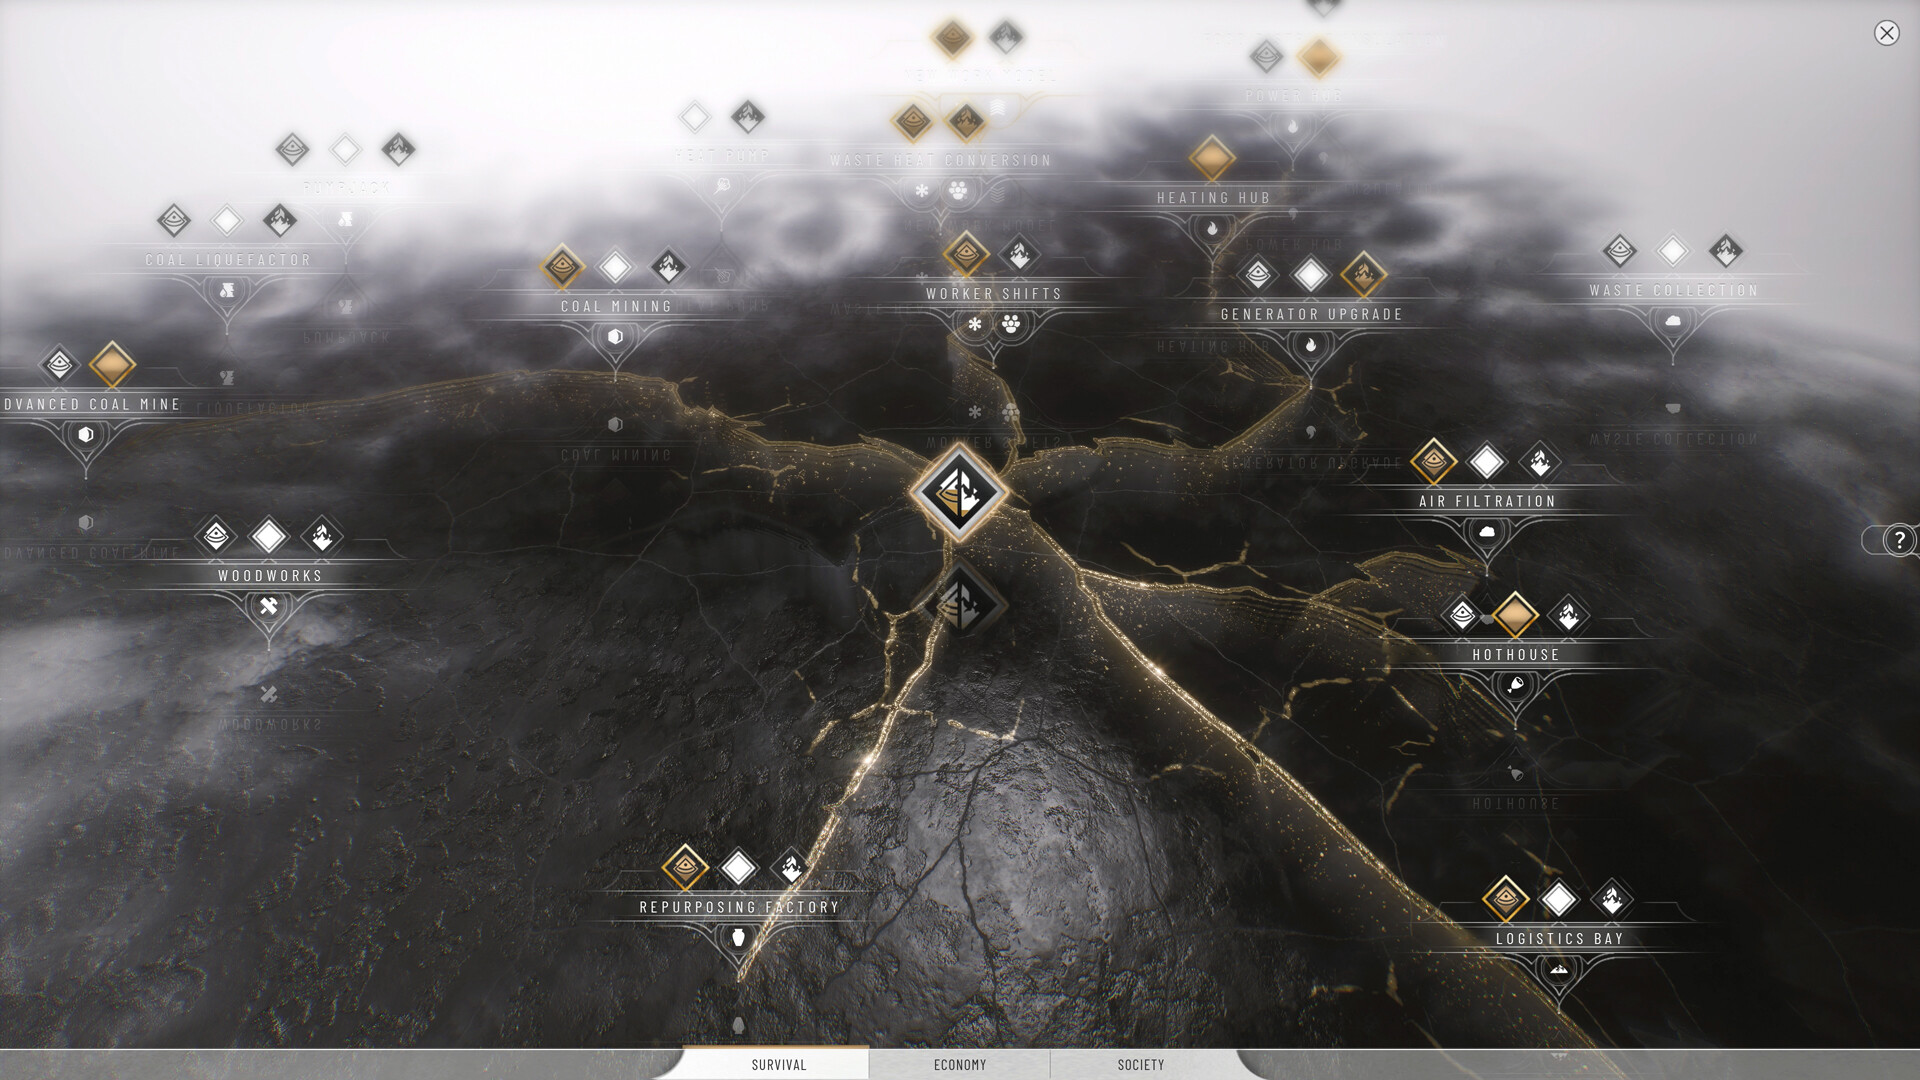 POWER HUB
HEAT PUMP
WASTE HEAT CONVERSION
PUMPJACK
HEATING HUB
COAL LIQUEFACTOR
WORKER SHIFTS
COAL MINING
GENERATOR UPGRADE
WASTE COLLECTION
DVANCED COAL MINE
AIR FILTRATION
?
WOODWORKS
HOTHOUSE
REPURPOSING FACTORY
LOGISTICS BAY
SURVIVAL
ECONOMY
SOCIETY